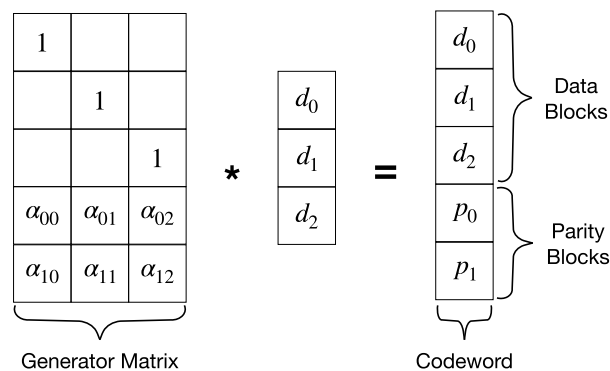 1
1
1
α₀₀ α₀₁ α₀₂
α₁₀ α₁₁ α₁₂
Generator Matrix
*
d₀
d₁
d₂
=
d₀
d₁
d₂
p₀
p₁
Codeword
Data
Blocks
Parity
Blocks